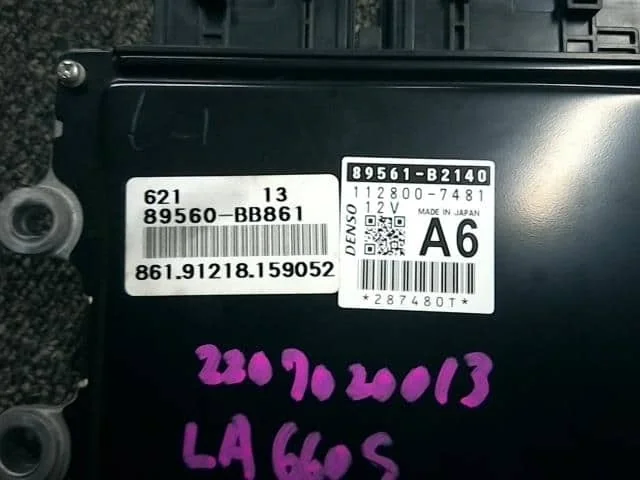 621 13
89560-BB861
861.91218.159052
89561-B2140
112800-7481
12V
MADE IN JAPAN
DENSO
A6
*287480T*
2207020013
LA660S